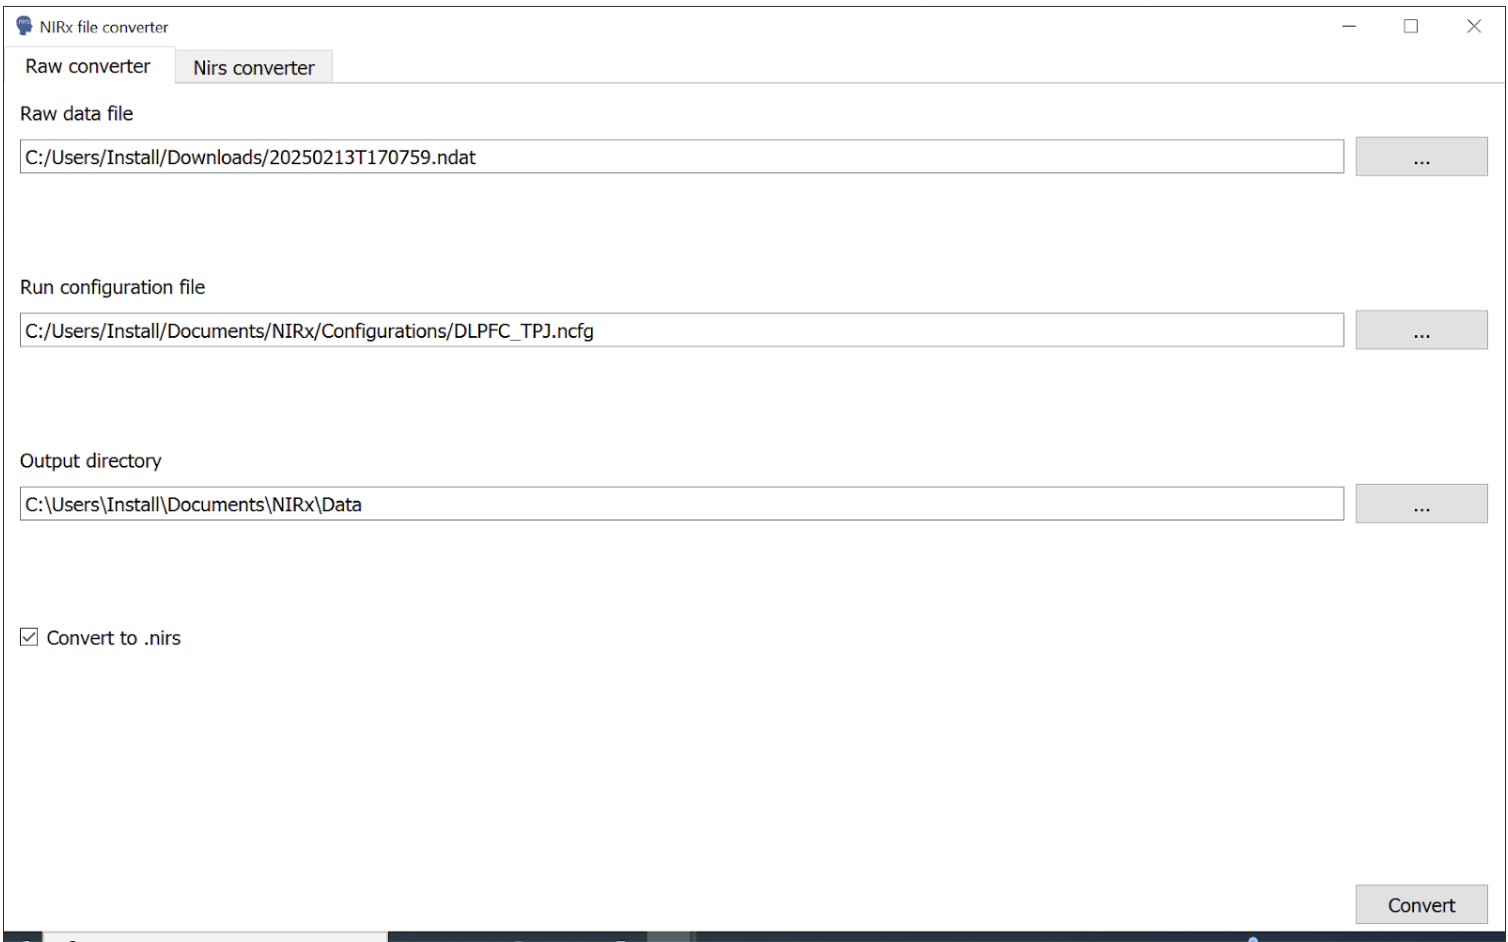 nirs
NIRx file converter
Raw converter
Nirs converter
Raw data file
C:/Users/Install/Downloads/20250213T170759.ndat
...
Run configuration file
C:/Users/Install/Documents/NIRx/Configurations/DLPFC_TPJ.ncfg
...
Output directory
C:\Users\Install\Documents\NIRx\Data
...
Convert to .nirs
Convert